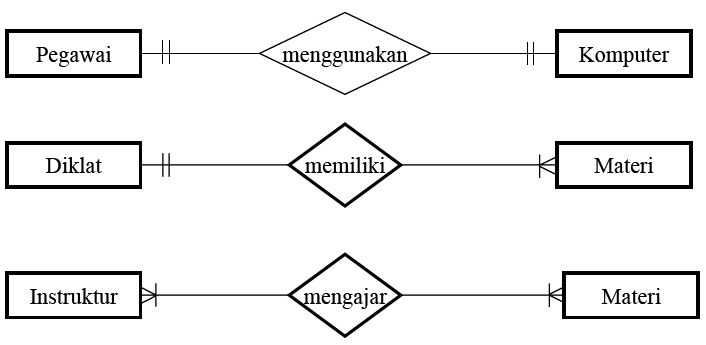 Pegawai menggunakan Komputer
Diklat memiliki Materi
Instruktur mengajar Materi